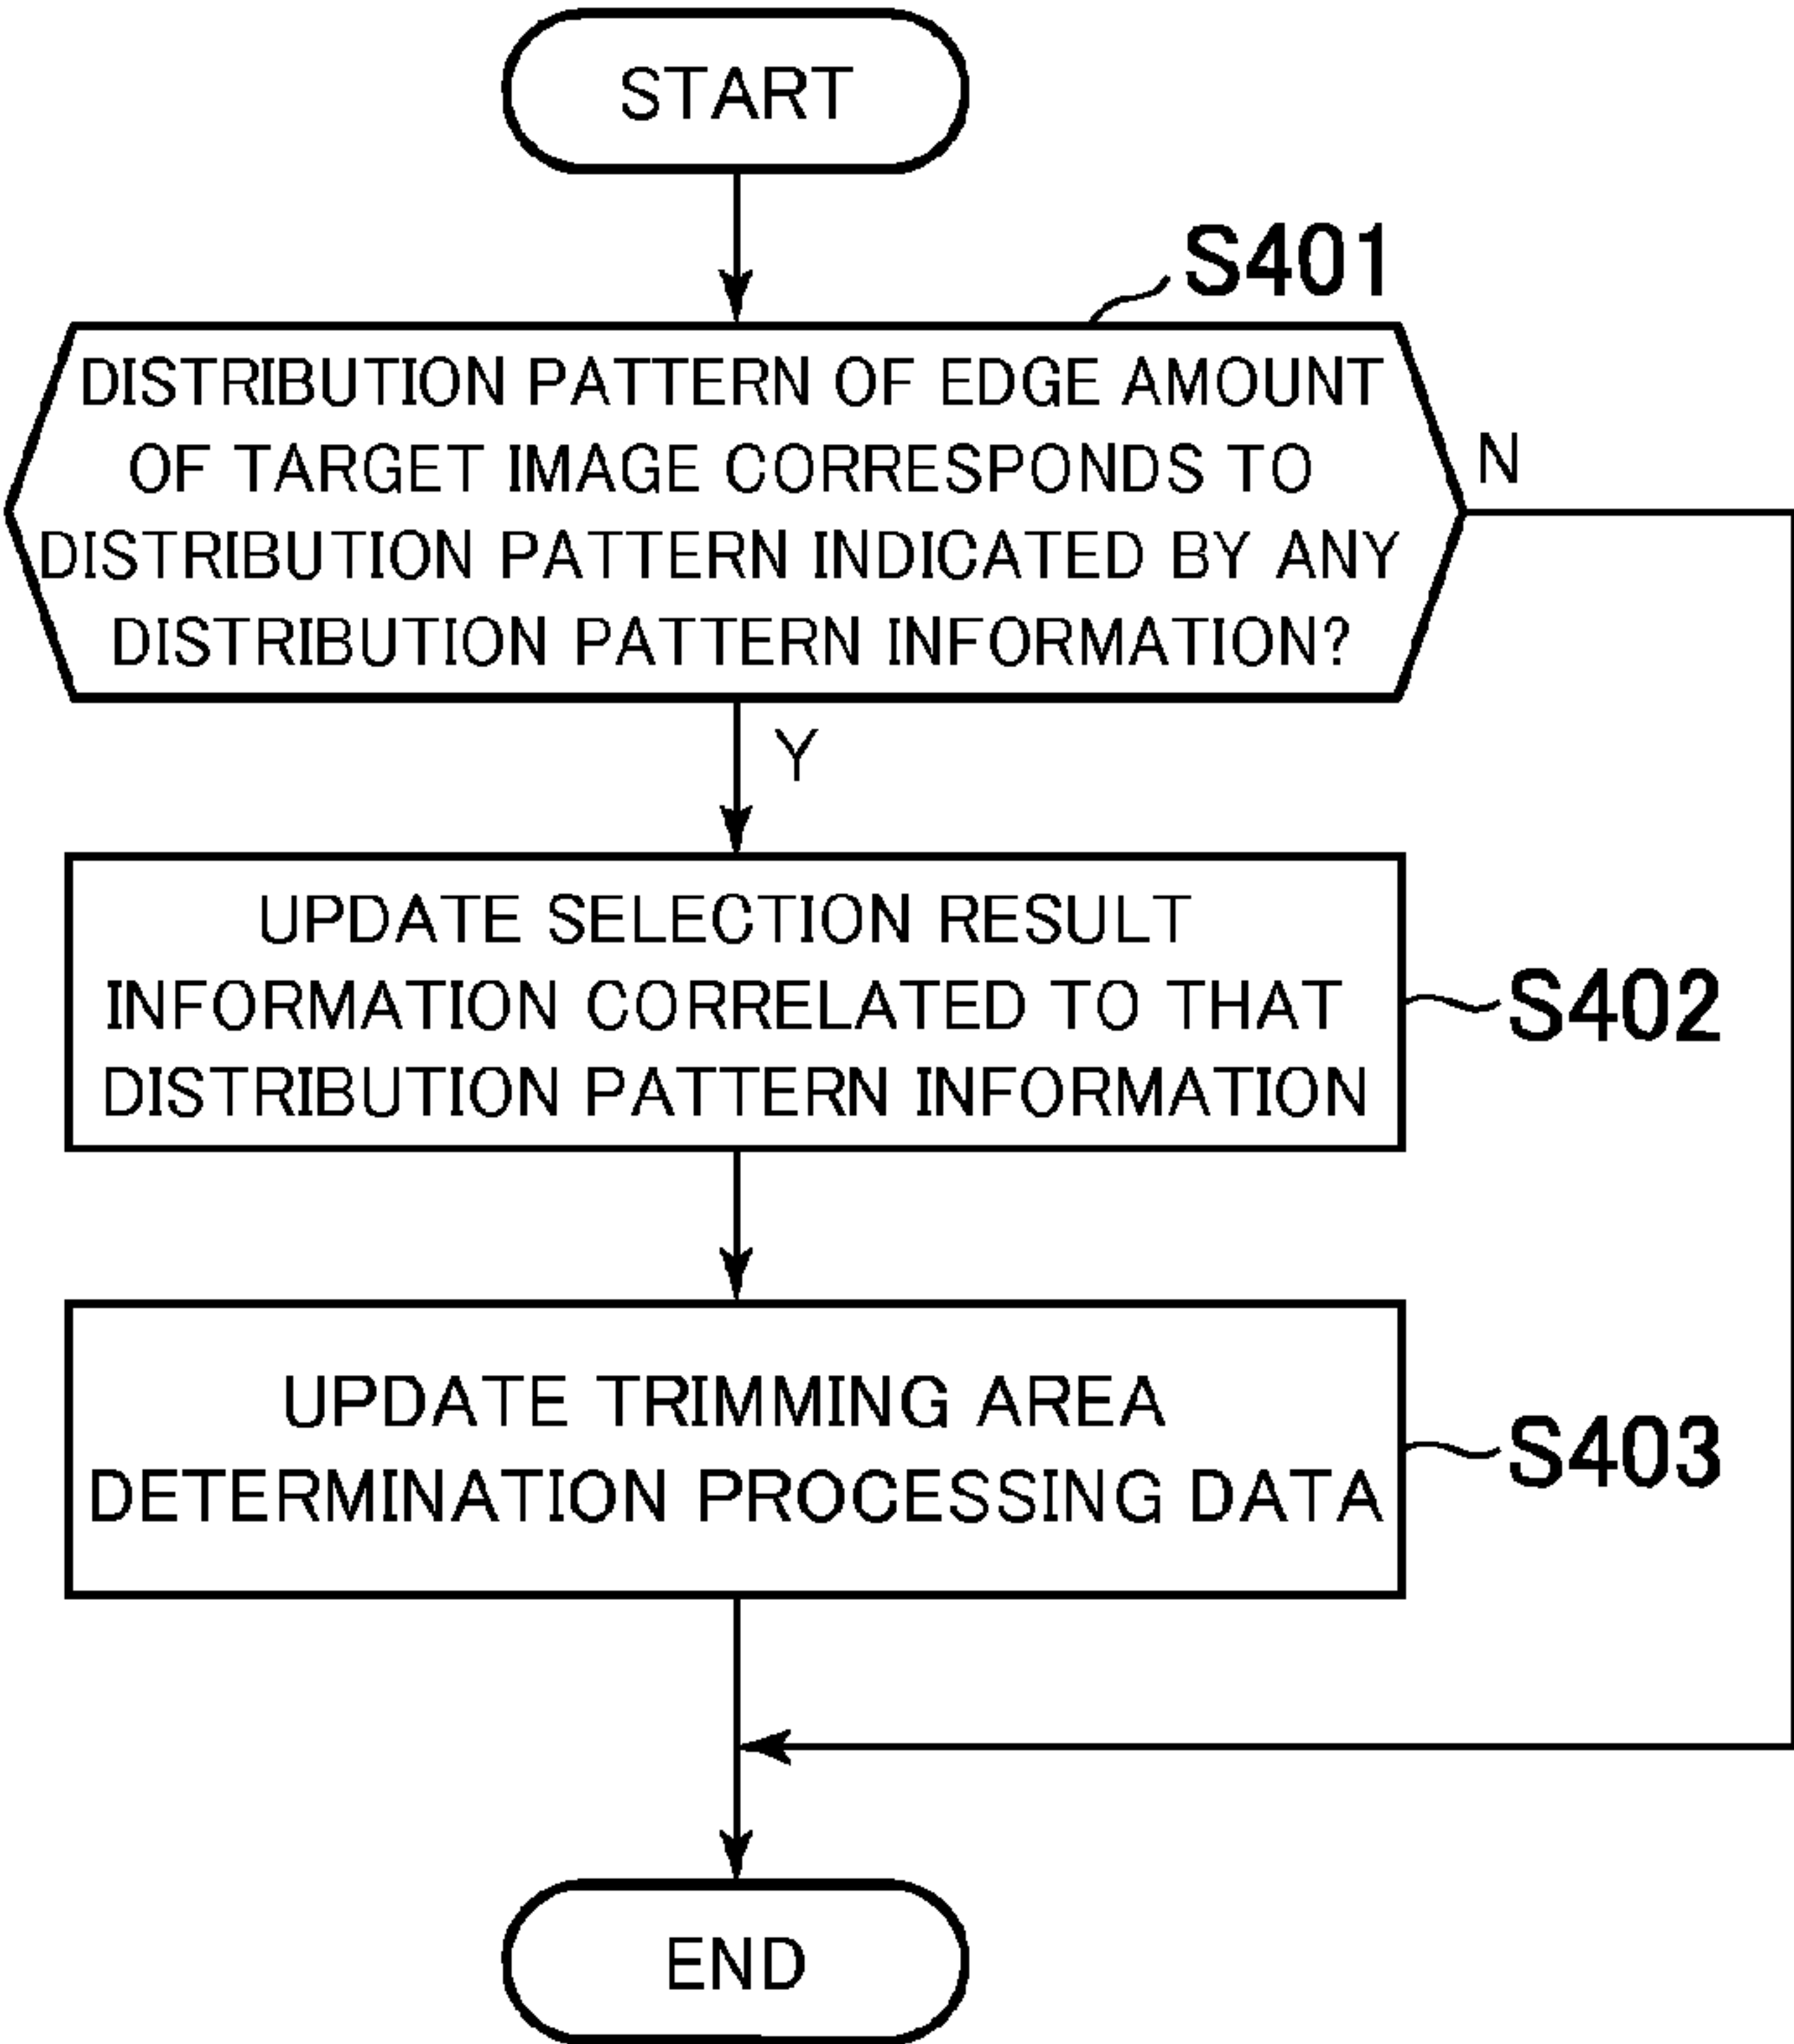 START
S401
DISTRIBUTION PATTERN OF EDGE AMOUNT
OF TARGET IMAGE CORRESPONDS TO
DISTRIBUTION PATTERN INDICATED BY ANY
DISTRIBUTION PATTERN INFORMATION?
N
Y
UPDATE SELECTION RESULT
INFORMATION CORRELATED TO THAT
DISTRIBUTION PATTERN INFORMATION
S402
UPDATE TRIMMING AREA
DETERMINATION PROCESSING DATA
S403
END